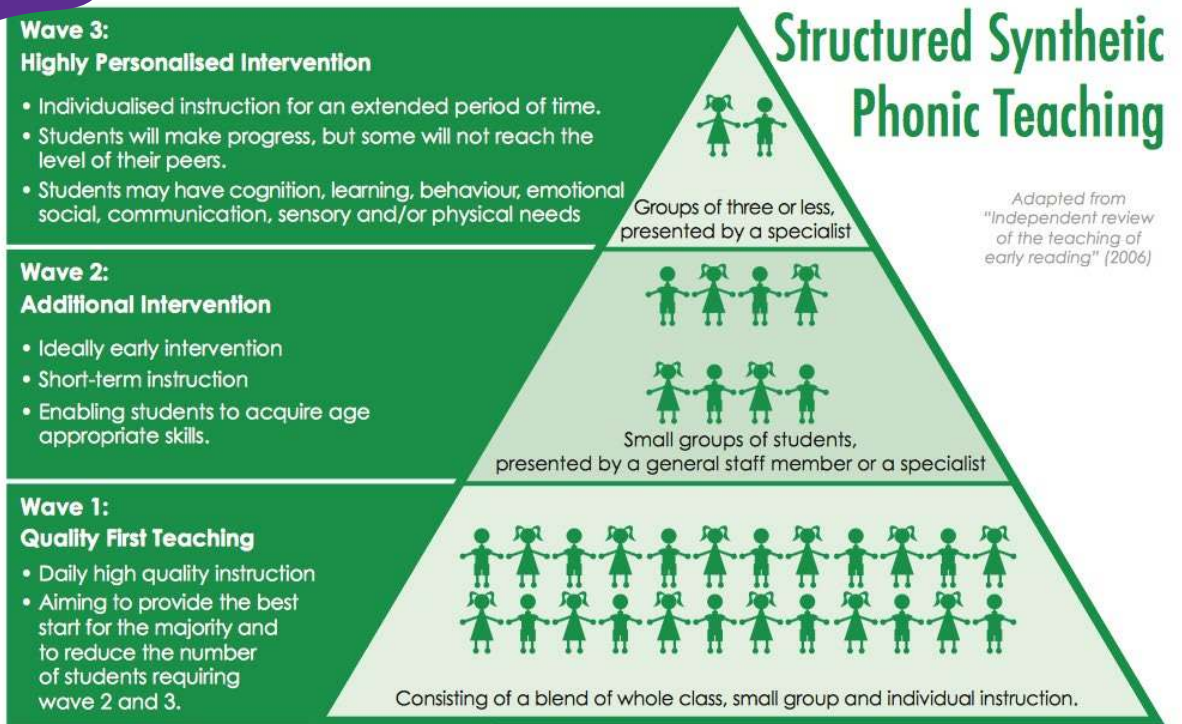 Structured Synthetic
Phonic Teaching
Adapted from
"Independent review
of the teaching of
early reading" (2006)
Wave 3:
Highly Personalised Intervention
• Individualised instruction for an extended period of time.
• Students will make progress, but some will not reach the
level of their peers.
• Students may have cognition, learning, behaviour, emotional
social, communication, sensory and/or physical needs
Groups of three or less,
presented by a specialist
Wave 2:
Additional Intervention
• Ideally early intervention
• Short-term instruction
• Enabling students to acquire age
appropriate skills.
Small groups of students,
presented by a general staff member or a specialist
Wave 1:
Quality First Teaching
• Daily high quality instruction
• Aiming to provide the best
start for the majority and
to reduce the number
of students requiring
wave 2 and 3.
Consisting of a blend of whole class, small group and individual instruction.